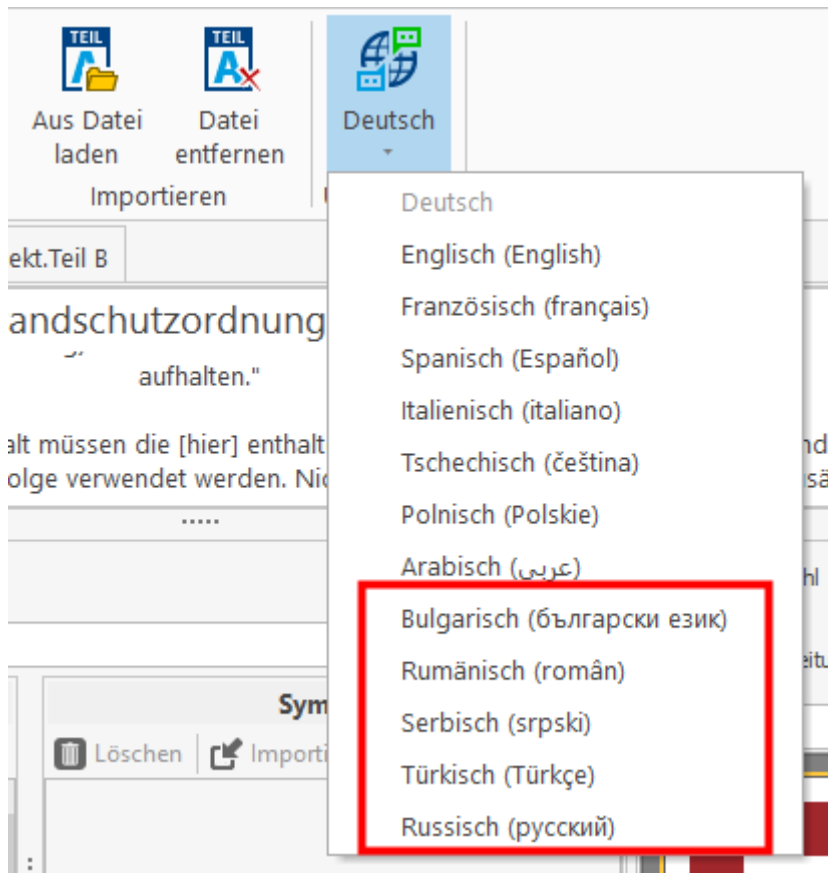 TEIL
TEIL
Aus Datei laden
Datei entfernen
Deutsch
Importieren
Deutsch
Englisch (English)
Französisch (français)
Spanisch (Español)
Italienisch (italiano)
Tschechisch (čeština)
Polnisch (Polskie)
Arabisch (عربي)
Bulgarisch (български език)
Rumänisch (român)
Serbisch (srpski)
Türkisch (Türkçe)
Russisch (русский)
ekt.Teil B
andschutzordnung
aufhalten."
alt müssen die [hier] enthalt
olge verwendet werden. Nic
Sym
Löschen
Importi